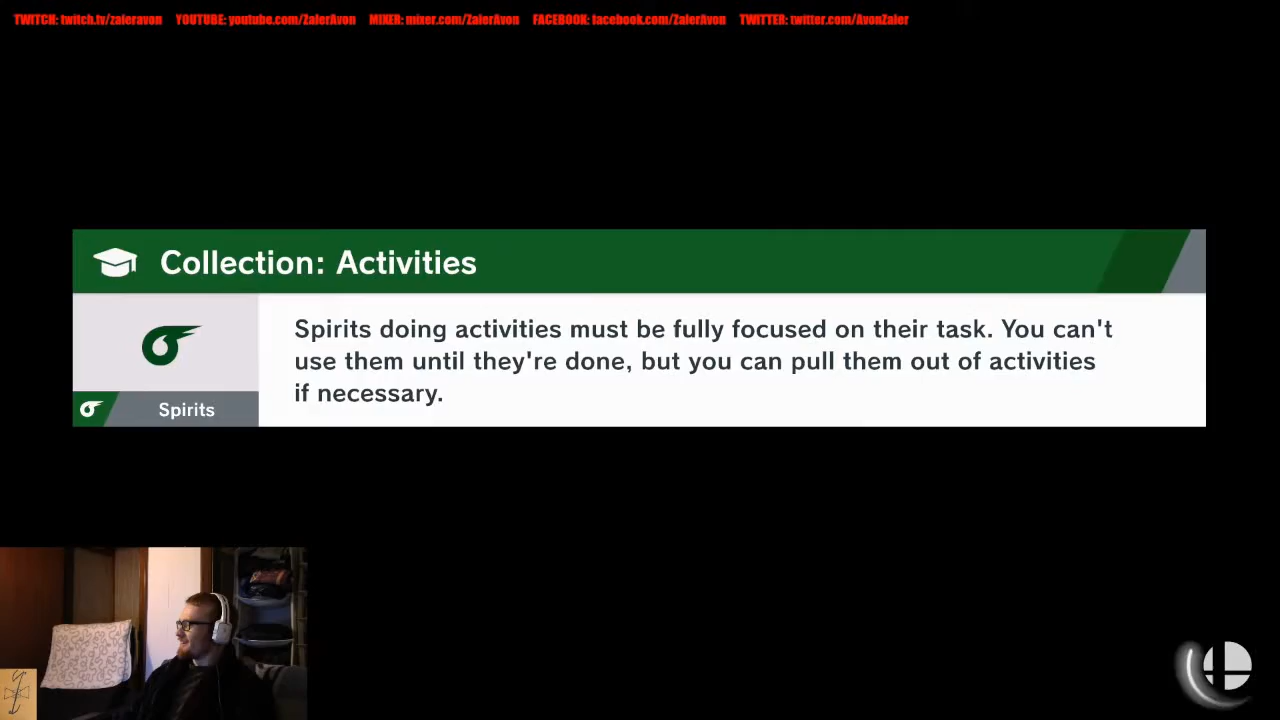 TWITCH: twitch.tv/zaleravon YOUTUBE: youtube.com/ZalerAvon MIXER: mixer.com/ZalerAvon FACEBOOK: facebook.com/ZalerAvon TWITTER: twitter.com/AvonZaler
Collection: Activities
Spirits doing activities must be fully focused on their task. You can't
use them until they're done, but you can pull them out of activities
if necessary.
Spirits